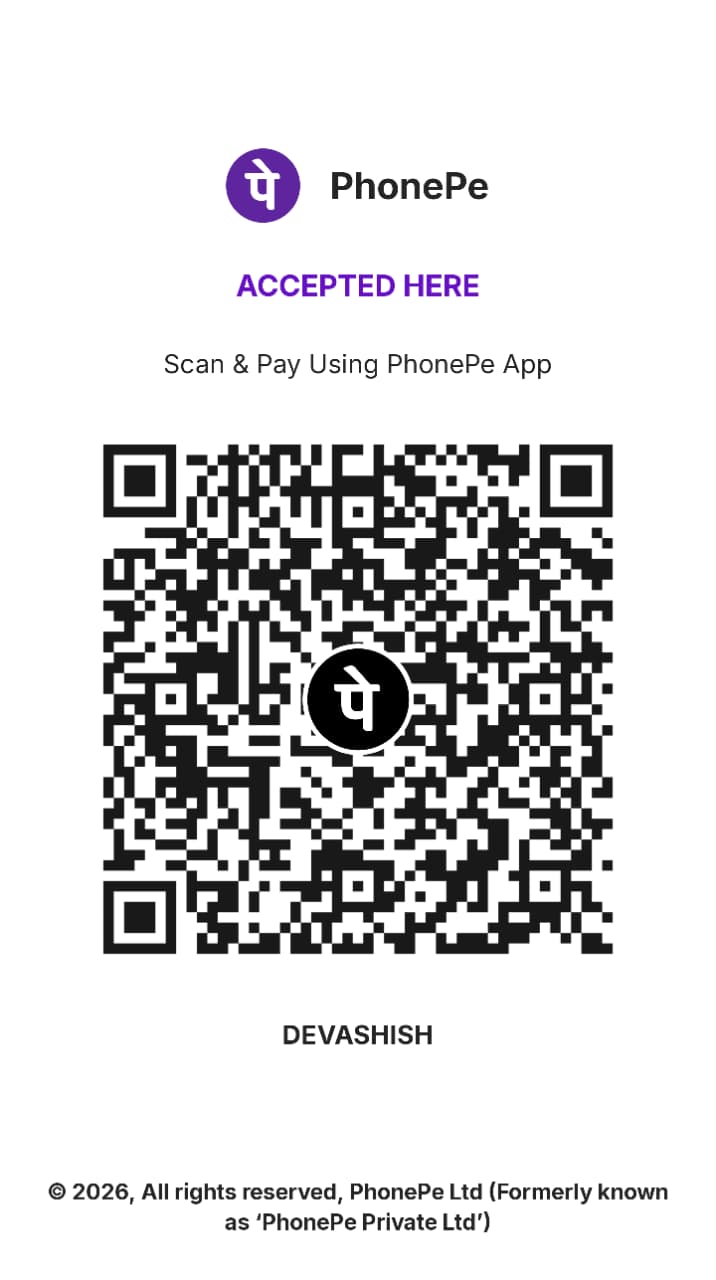 पे PhonePe
ACCEPTED HERE
Scan & Pay Using PhonePe App
पे
DEVASHISH
© 2026, All rights reserved, PhonePe Ltd (Formerly known
as ‘PhonePe Private Ltd’)